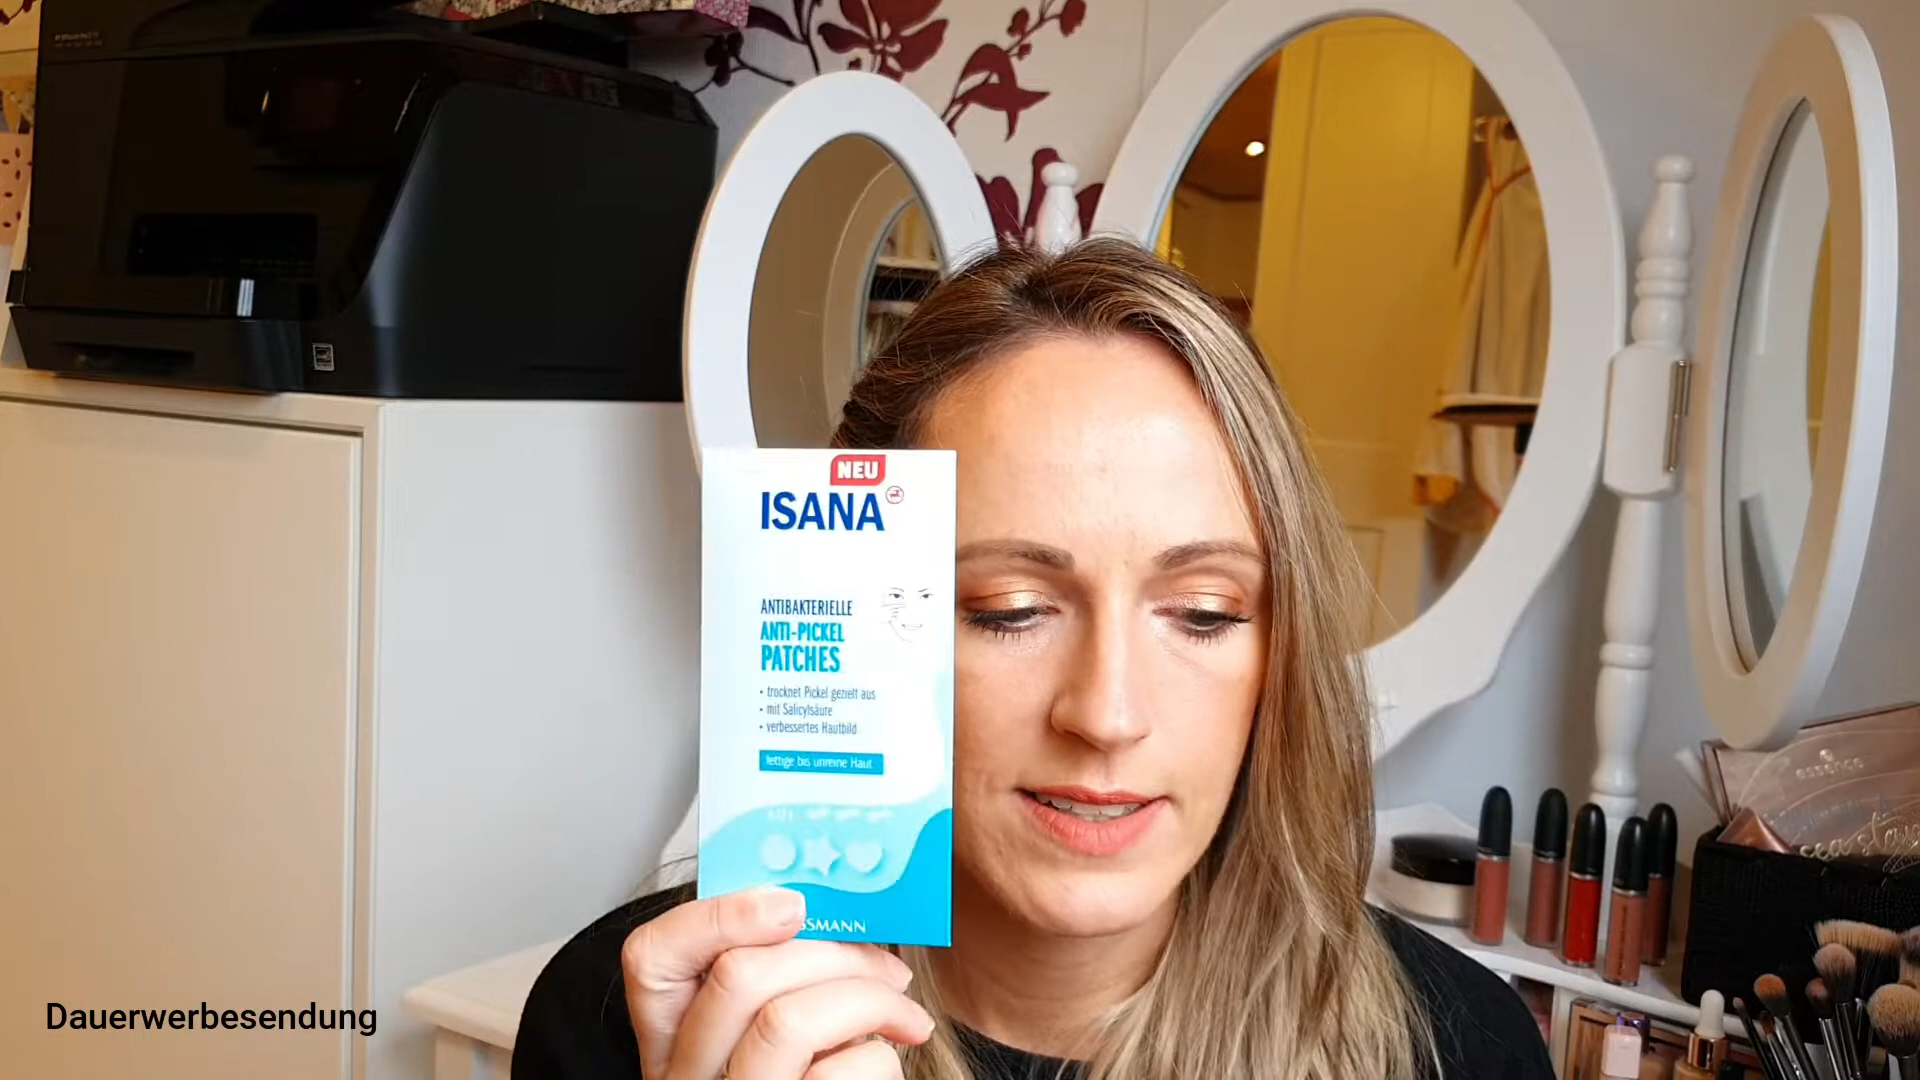 NEU
ISANA
ANTIBAKTERIELLE
ANTI-PICKEL
PATCHES
• trocknet Pickel gezielt aus
• mit Salicylsäure
• verbessertes Hautbild
fettige bis unreine Haut
SSMANN
essence
Dauerwerbesendung